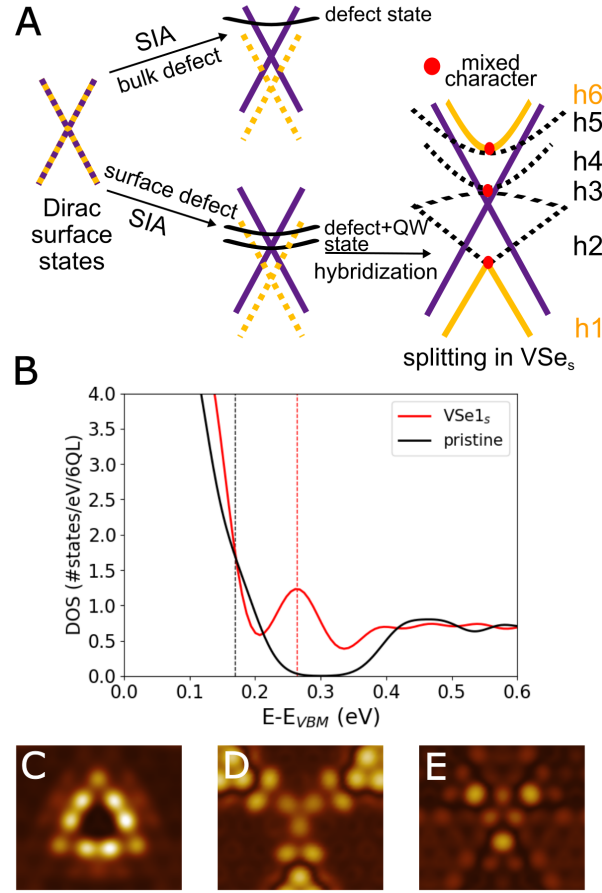 A
SIA
bulk defect
defect state
mixed
character
h6
h5
h4
h3
h2
h1
Dirac
surface
states
surface defect
SIA
defect+QW
state
hybridization
splitting in VSeₛ
B
DOS (#states/eV/6QL)
4.0
3.5
3.0
2.5
2.0
1.5
1.0
0.5
0.0
VSe1ₛ
pristine
0.0 0.1 0.2 0.3 0.4 0.5 0.6
E-E_VBM (eV)
C D E